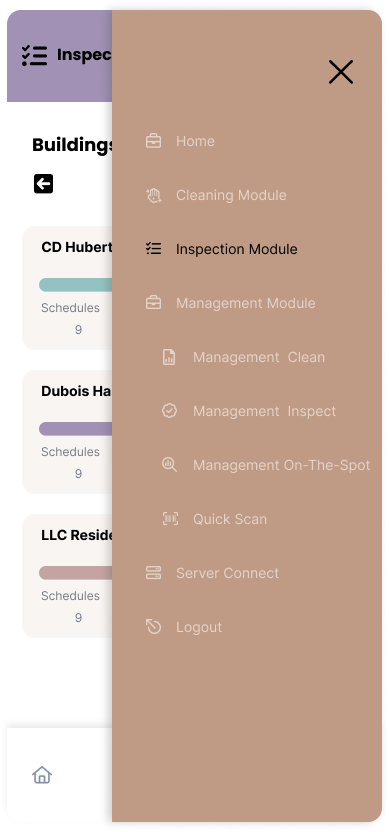 Inspec
Buildings
CD Hubert
Schedules
9
Dubois Ha
Schedules
9
LLC Reside
Schedules
9
Home
Cleaning Module
Inspection Module
Management Module
Management  Clean
Management  Inspect
Management On-The-Spot
Quick Scan
Server Connect
Logout